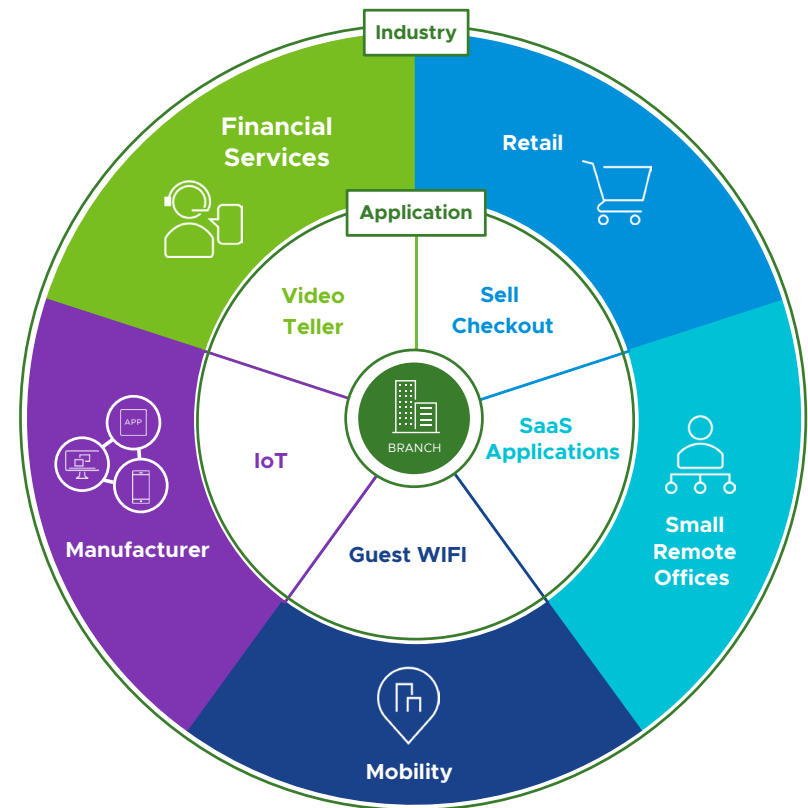 Industry
Financial
Services
Retail
Application
Video
Teller
Sell
Checkout
APP
BRANCH
IoT
SaaS
Applications
Manufacturer
Guest WIFI
Small
Remote
Offices
Mobility